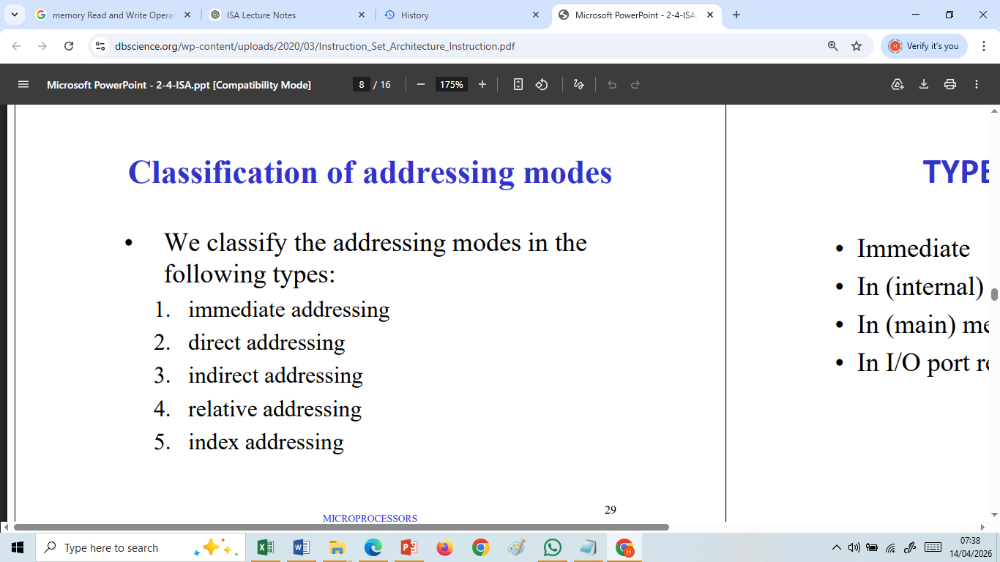 memory Read and Write Opera
ISA Lecture Notes
History
Microsoft PowerPoint - 2-4-ISA.
dbscience.org/wp-content/uploads/2020/03/Instruction_Set_Architecture_Instruction.pdf
H
Verify it's you
Microsoft PowerPoint - 2-4-ISA.ppt [Compatibility Mode]
8 / 16
175%
Classification of addressing modes
• We classify the addressing modes in the
following types:
1. immediate addressing
2. direct addressing
3. indirect addressing
4. relative addressing
5. index addressing
29
MICROPROCESSORS
TYPE
• Immediate
• In (internal)
• In (main) me
• In I/O port re
Type here to search
07:38
14/04/2026